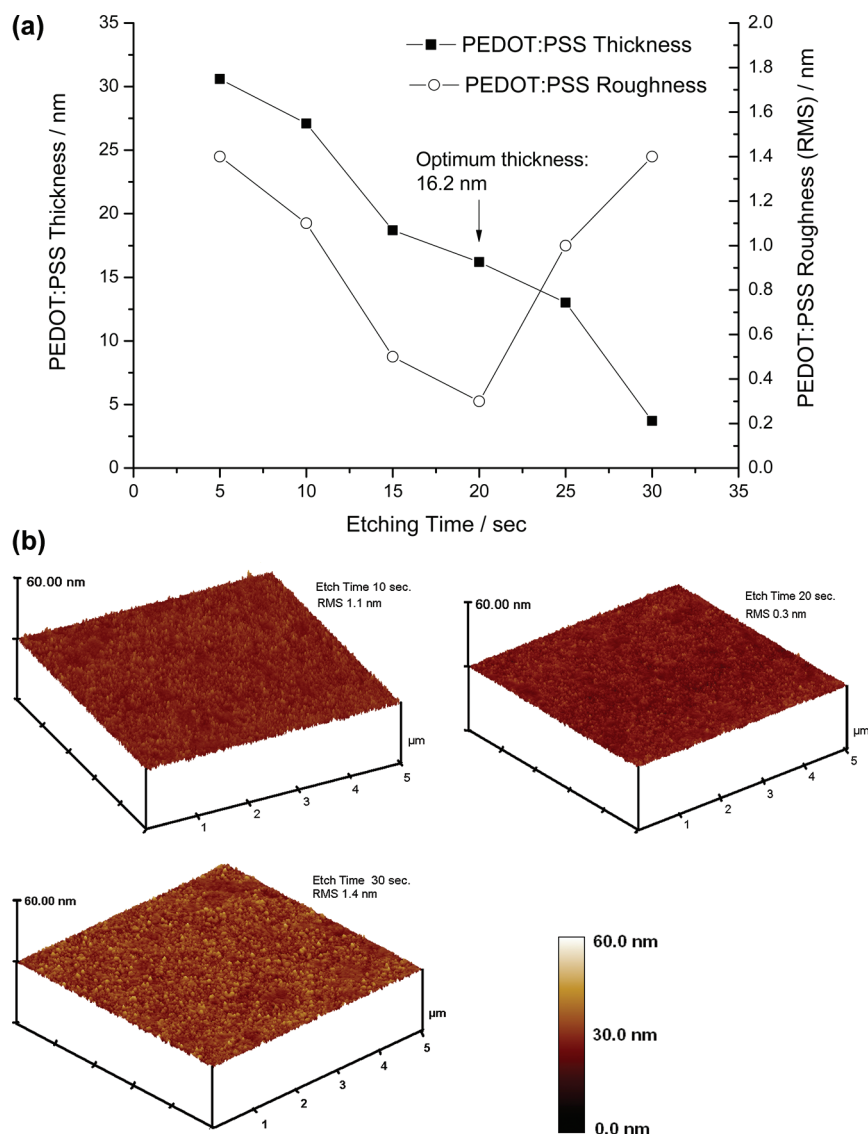 (a)
PEDOT:PSS Thickness
PEDOT:PSS Roughness
Optimum thickness:
16.2 nm
PEDOT:PSS Thickness / nm
35
30
25
20
15
10
5
0
PEDOT:PSS Roughness (RMS) / nm
2.0
1.8
1.6
1.4
1.2
1.0
0.8
0.6
0.4
0.2
0.0
0 5 10 15 20 25 30 35
Etching Time / sec
(b)
60.00 nm
Etch Time 10 sec.
RMS 1.1 nm
µm
1 2 3 4 5
60.00 nm
Etch Time 20 sec.
RMS 0.3 nm
µm
1 2 3 4 5
60.00 nm
Etch Time 30 sec.
RMS 1.4 nm
µm
1 2 3 4 5
60.0 nm
30.0 nm
0.0 nm